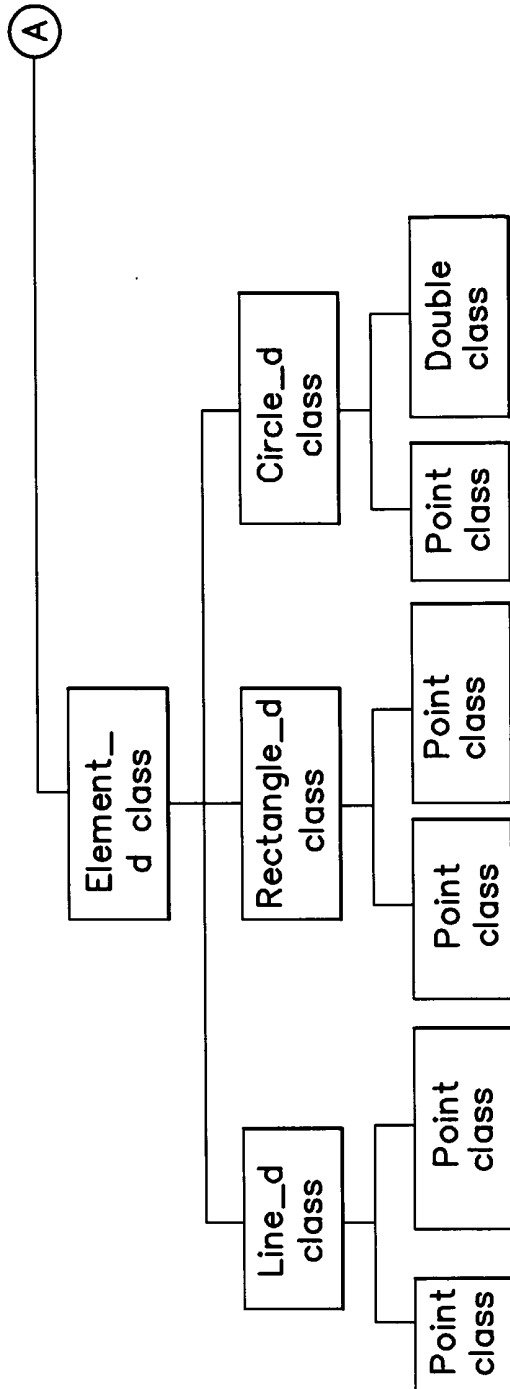 A
Element_
d class
Line_d
class
Rectangle_d
class
Circle_d
class
Point
class
Point
class
Point
class
Point
class
Point
class
Double
class